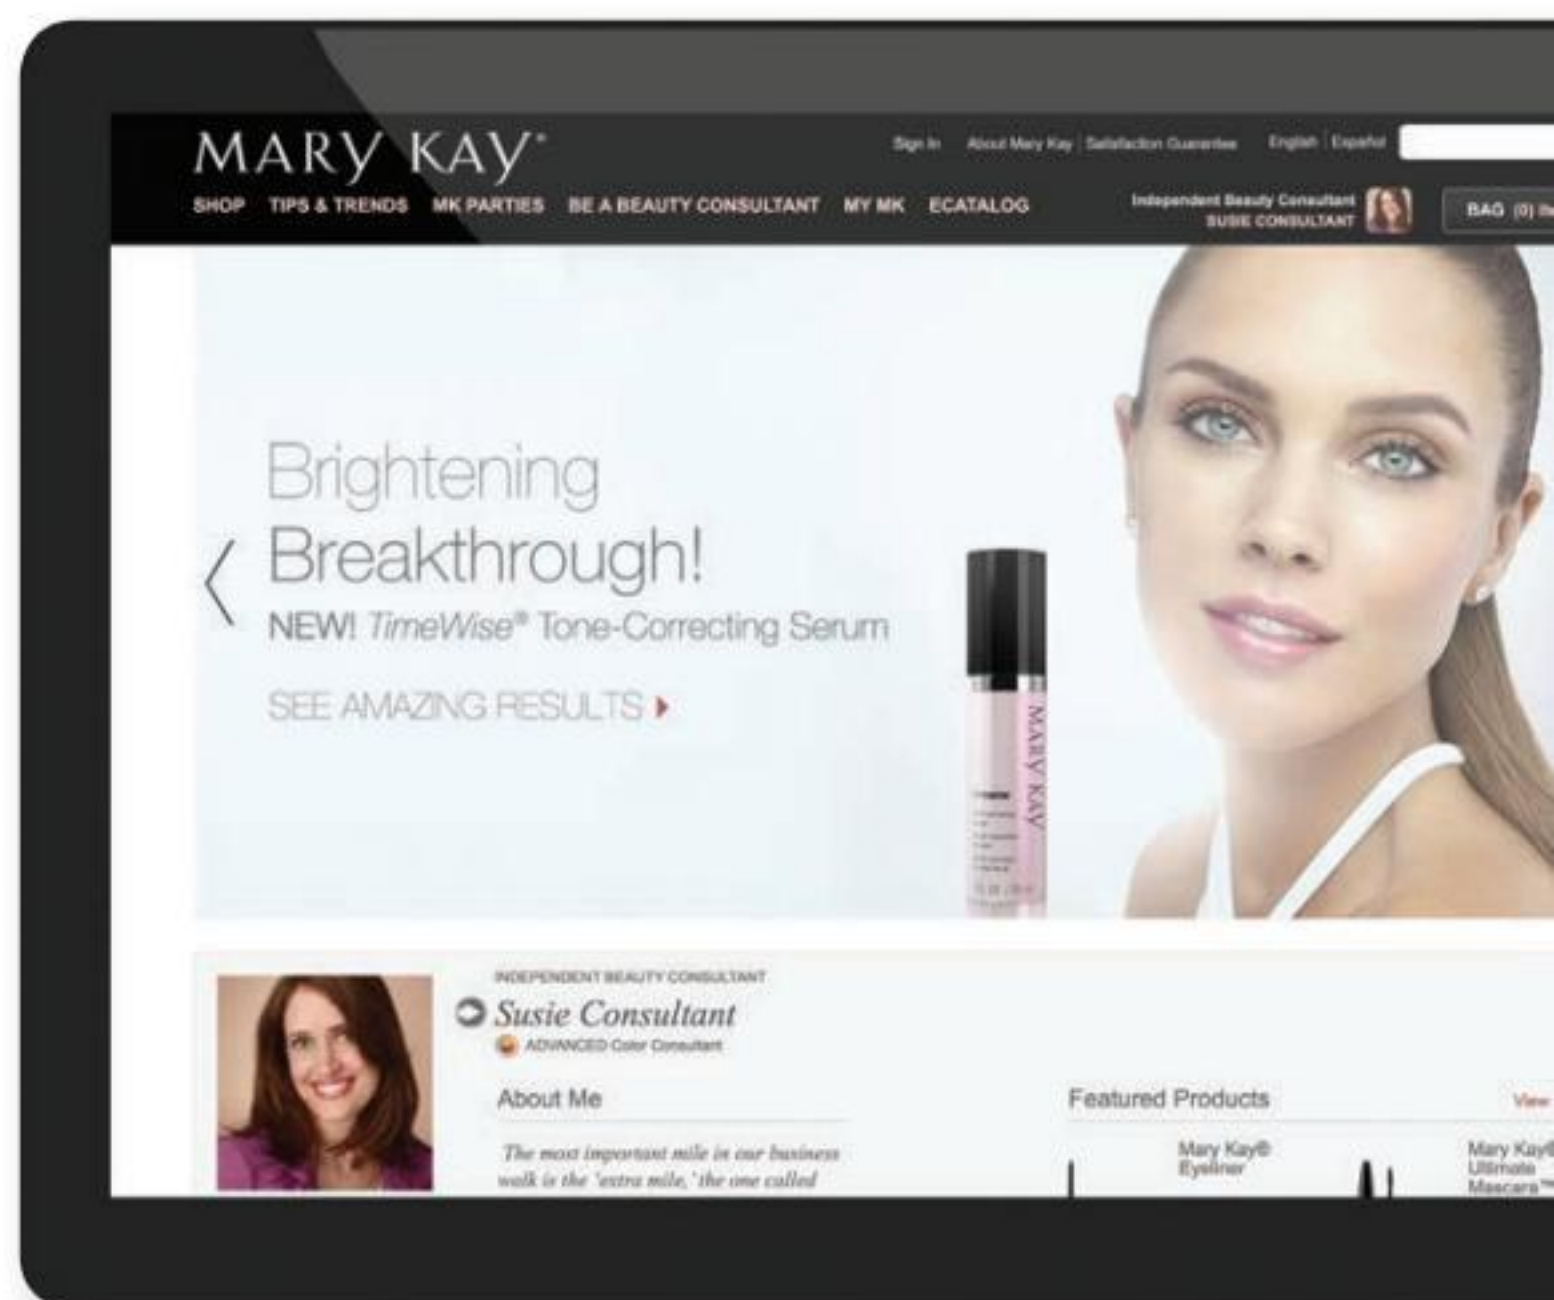 MARY KAY®
Sign In About Mary Kay Satisfaction Guarantee English Español
SHOP TIPS & TRENDS MK PARTIES BE A BEAUTY CONSULTANT MY MK ECATALOG
Independent Beauty Consultant
SUSIE CONSULTANT
BAG (0)
Brightening
Breakthrough!
NEW! TimeWise® Tone-Correcting Serum
SEE AMAZING RESULTS
MARY KAY
INDEPENDENT BEAUTY CONSULTANT
Susie Consultant
ADVANCED Color Consultant
About Me
The most important mile in our business
walk is the 'extra mile,' the one called
Featured Products
View
Mary Kay®
Eyeliner
Mary Kay®
Ultimate
Mascara™